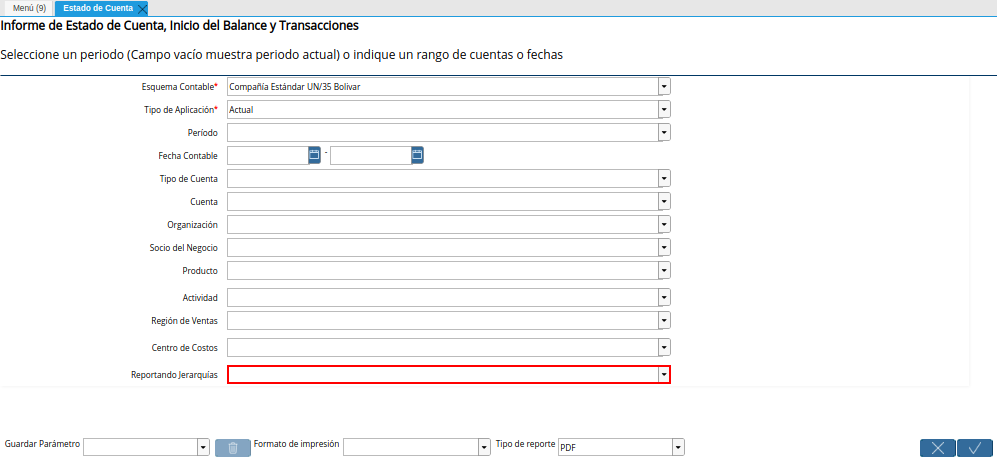 Menú (9) Estado de Cuenta
Informe de Estado de Cuenta, Inicio del Balance y Transacciones
Seleccione un periodo (Campo vacío muestra periodo actual) o indique un rango de cuentas o fechas
Esquema Contable* Compañía Estándar UN/35 Bolivar
Tipo de Aplicación* Actual
Período
Fecha Contable -
Tipo de Cuenta
Cuenta
Organización
Socio del Negocio
Producto
Actividad
Región de Ventas
Centro de Costos
Reportando Jerarquías
Guardar Parámetro Formato de impresión Tipo de reporte PDF